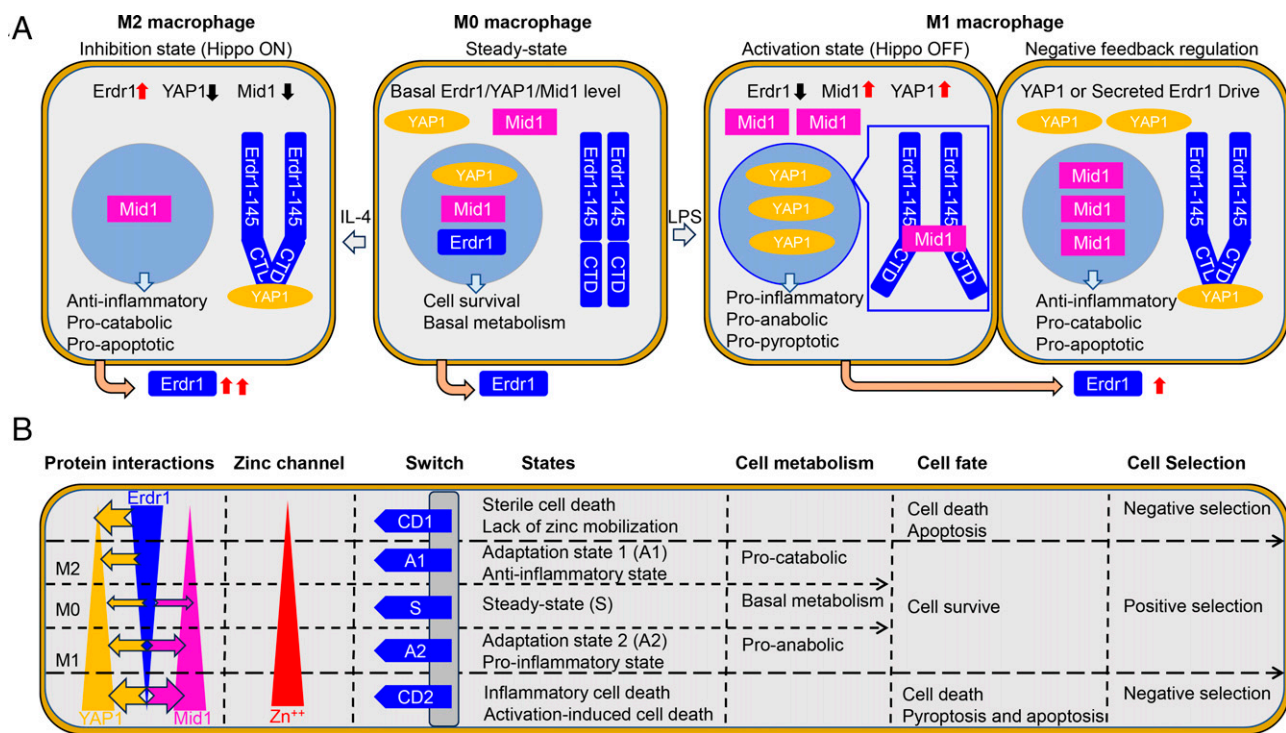 A
M2 macrophage
Inhibition state (Hippo ON)
Erdr1 YAP1 Mid1
Mid1
Erdr1-145
Erdr1-145
CTL
CTD
YAP1
Anti-inflammatory
Pro-catabolic
Pro-apoptotic
Erdr1
IL-4
M0 macrophage
Steady-state
Basal Erdr1/YAP1/Mid1 level
YAP1
Mid1
YAP1
Mid1
Erdr1
Erdr1-145
Erdr1-145
CTD
CTD
Cell survival
Basal metabolism
Erdr1
LPS
M1 macrophage
Activation state (Hippo OFF)
Erdr1 Mid1 YAP1
Mid1
Mid1
YAP1
YAP1
YAP1
Erdr1-145
Erdr1-145
Mid1
CTD
CTD
Pro-inflammatory
Pro-anabolic
Pro-pyroptotic
Negative feedback regulation
YAP1 or Secreted Erdr1 Drive
YAP1
YAP1
Mid1
Mid1
Mid1
Erdr1-145
Erdr1-145
CTL
CTD
YAP1
Anti-inflammatory
Pro-catabolic
Pro-apoptotic
Erdr1
B
Protein interactions Zinc channel Switch States Cell metabolism Cell fate Cell Selection
Erdr1
CD1
Sterile cell death
Lack of zinc mobilization
Cell death
Apoptosis
Negative selection
M2
A1
Adaptation state 1 (A1)
Anti-inflammatory state
Pro-catabolic
M0
S
Steady-state (S)
Basal metabolism
Cell survive
Positive selection
M1
A2
Adaptation state 2 (A2)
Pro-inflammatory state
Pro-anabolic
YAP1
Mid1
Zn++
CD2
Inflammatory cell death
Activation-induced cell death
Cell death
Pyroptosis and apoptosis
Negative selection